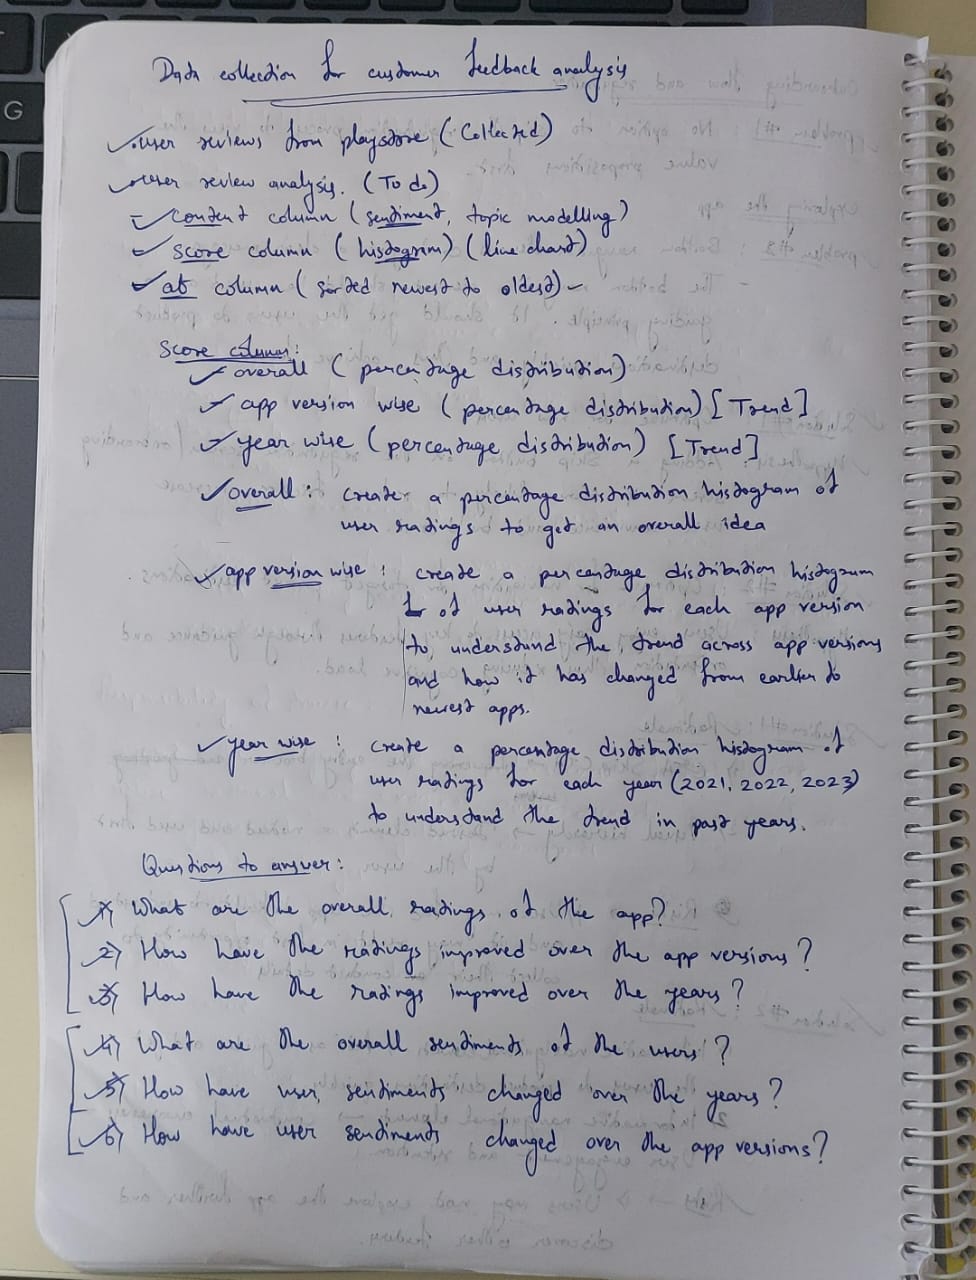 Data collection for customer feedback analysis
user reviews from playstore (Collected)
user review analysis. (To do)
content column (sentiment, topic modelling)
score column (histogram) (line chart)
at column (sorted newest to oldest)
Score column:
overall (percentage distribution)
app version wise (percentage distribution) [Trend]
year wise (percentage distribution) [Trend]
overall: create a percentage distribution histogram of
user ratings to get an overall idea
app version wise: create a percentage distribution histogram
of user ratings for each app version
to understand the trend across app versions
and how it has changed from earlier to
newest apps.
year wise: create a percentage distribution histogram of
user ratings for each year (2021, 2022, 2023)
to understand the trend in past years.
Questions to answer:
1) What are the overall ratings of the app?
2) How have the ratings improved over the app versions?
3) How have the ratings improved over the years?
4) What are the overall sentiments of the users?
5) How have user sentiments changed over the years?
6) How have user sentiments changed over the app versions?
G